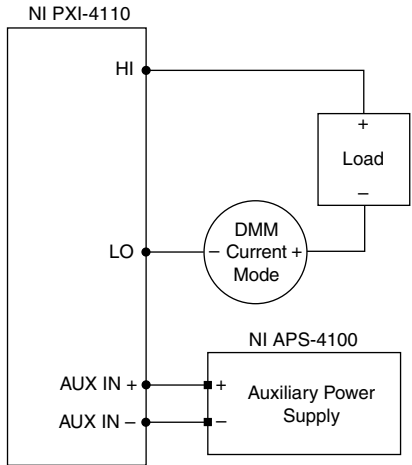 NI PXI-4110
HI
+
Load
–
DMM
– Current +
Mode
LO
NI APS-4100
AUX IN +
+
Auxiliary Power
Supply
AUX IN –
–